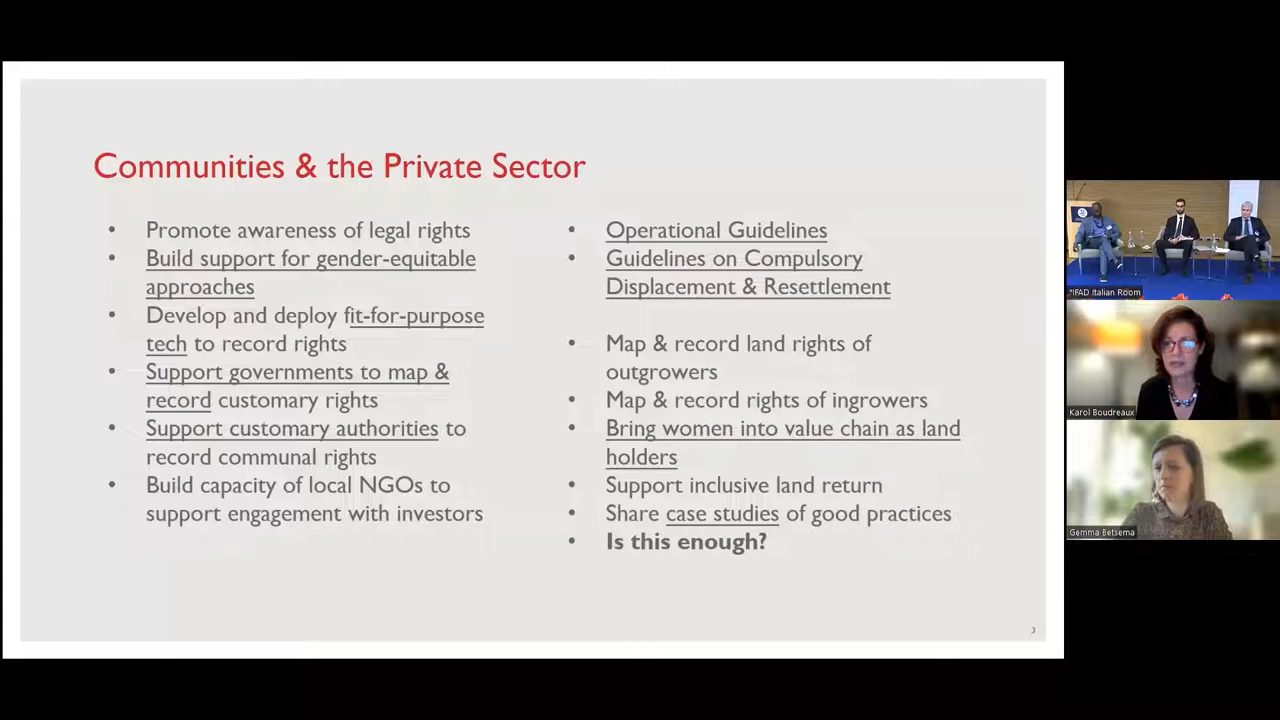 Communities & the Private Sector
Promote awareness of legal rights
Build support for gender-equitable
approaches
Develop and deploy fit-for-purpose
tech to record rights
Support governments to map &
record customary rights
Support customary authorities to
record communal rights
Build capacity of local NGOs to
support engagement with investors
Operational Guidelines
Guidelines on Compulsory
Displacement & Resettlement
Map & record land rights of
outgrowers
Map & record rights of ingrowers
Bring women into value chain as land
holders
Support inclusive land return
Share case studies of good practices
Is this enough?
3
*IFAD Italian Room
Karol Boudreaux
Gemma Betsema